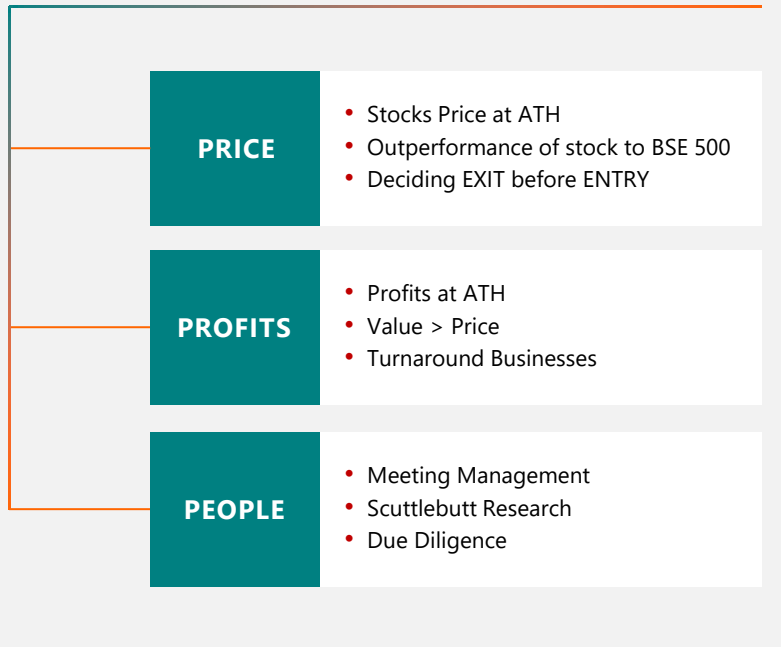 PRICE
• Stocks Price at ATH
• Outperformance of stock to BSE 500
• Deciding EXIT before ENTRY
PROFITS
• Profits at ATH
• Value > Price
• Turnaround Businesses
PEOPLE
• Meeting Management
• Scuttlebutt Research
• Due Diligence